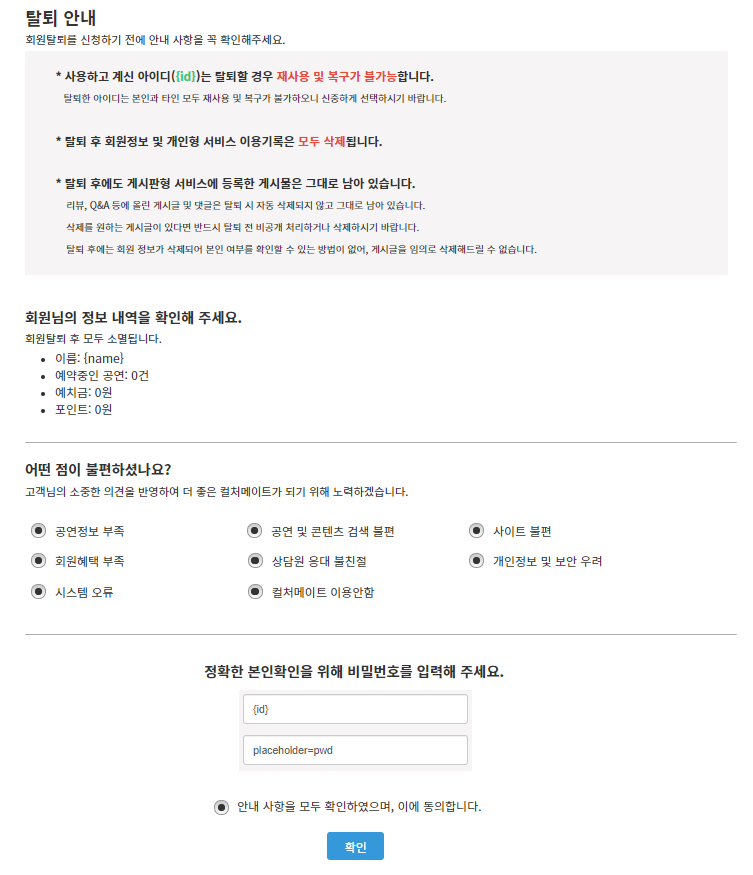 탈퇴 안내
회원탈퇴를 신청하기 전에 안내 사항을 꼭 확인해주세요.
* 사용하고 계신 아이디({id})는 탈퇴할 경우 재사용 및 복구가 불가능합니다.
탈퇴한 아이디는 본인과 타인 모두 재사용 및 복구가 불가하오니 신중하게 선택하시기 바랍니다.
* 탈퇴 후 회원정보 및 개인형 서비스 이용기록은 모두 삭제됩니다.
* 탈퇴 후에도 게시판형 서비스에 등록한 게시물은 그대로 남아 있습니다.
리뷰, Q&A 등에 올린 게시글 및 댓글은 탈퇴 시 자동 삭제되지 않고 그대로 남아 있습니다.
삭제를 원하는 게시글이 있다면 반드시 탈퇴 전 비공개 처리하거나 삭제하시기 바랍니다.
탈퇴 후에는 회원 정보가 삭제되어 본인 여부를 확인할 수 있는 방법이 없어, 게시글을 임의로 삭제해드릴 수 없습니다.
회원님의 정보 내역을 확인해 주세요.
회원탈퇴 후 모두 소멸됩니다.
• 이름: {name}
• 예약중인 공연: 0건
• 예치금: 0원
• 포인트: 0원
어떤 점이 불편하셨나요?
고객님의 소중한 의견을 반영하여 더 좋은 컬처메이트가 되기 위해 노력하겠습니다.
공연정보 부족 공연 및 콘텐츠 검색 불편 사이트 불편
회원혜택 부족 상담원 응대 불친절 개인정보 및 보안 우려
시스템 오류 컬처메이트 이용안함
정확한 본인확인을 위해 비밀번호를 입력해 주세요.
{id}
placeholder=pwd
안내 사항을 모두 확인하였으며, 이에 동의합니다.
확인